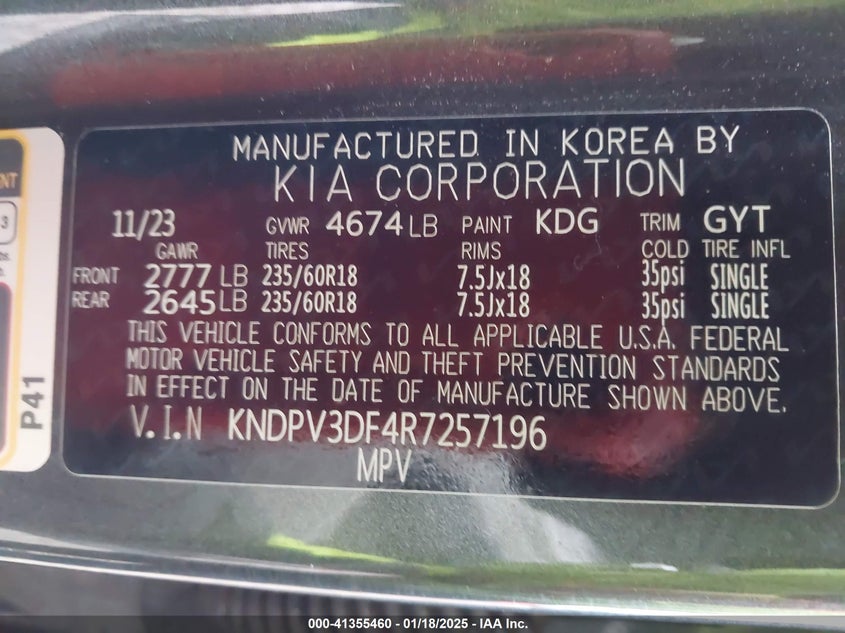 MANUFACTURED IN KOREA BY
KIA CORPORATION
11/23 GVWR 4674 LB PAINT KDG TRIM GYT
GAWR TIRES RIMS COLD TIRE INFL
FRONT 2777 LB 235/60R18 7.5Jx18 35psi SINGLE
REAR 2645 LB 235/60R18 7.5Jx18 35psi SINGLE
THIS VEHICLE CONFORMS TO ALL APPLICABLE U.S.A. FEDERAL
MOTOR VEHICLE SAFETY AND THEFT PREVENTION STANDARDS
IN EFFECT ON THE DATE OF MANUFACTURE SHOWN ABOVE.
V.I.N KNDPV3DF4R7257196
MPV
P41
000-41355460 - 01/18/2025 - IAA Inc.